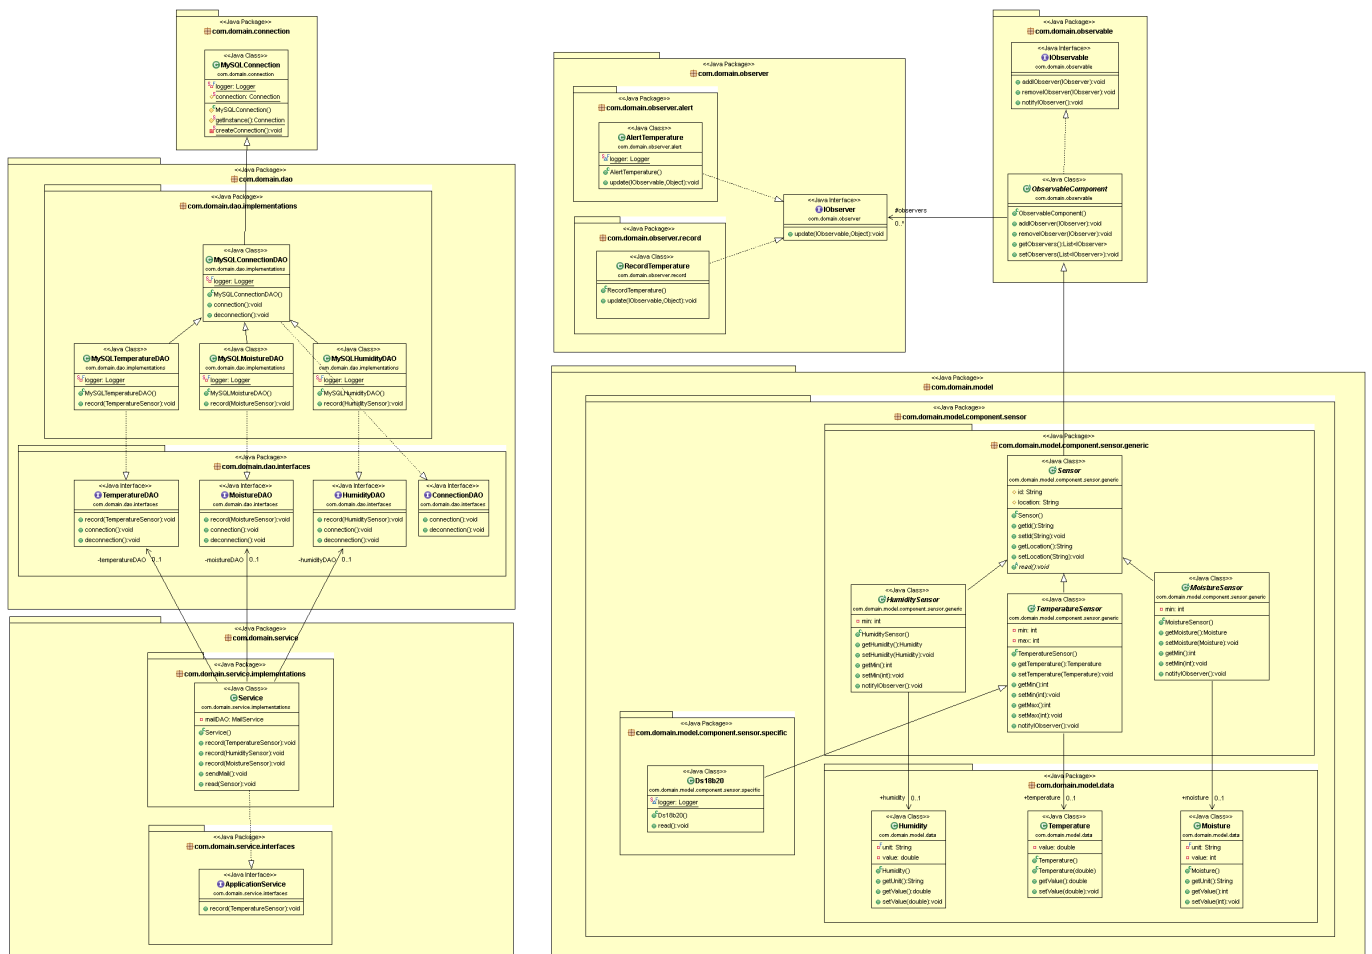 <<Java Package>>
com.domain.connection
<<Java Class>>
MySQLConnection
com.domain.connection
logger: Logger
connection: Connection
MySQLConnection()
getInstance():Connection
createConnection():void
<<Java Package>>
com.domain.dao
<<Java Package>>
com.domain.dao.implementations
<<Java Class>>
MySQLConnectionDAO
com.domain.dao.implementations
logger: Logger
MySQLConnectionDAO()
connection():void
deconnection():void
<<Java Class>>
MySQLTemperatureDAO
com.domain.dao.implementations
logger: Logger
MySQLTemperatureDAO()
record(TemperatureSensor):void
<<Java Class>>
MySQLMoistureDAO
com.domain.dao.implementations
logger: Logger
MySQLMoistureDAO()
record(MoistureSensor):void
<<Java Class>>
MySQLHumidityDAO
com.domain.dao.implementations
logger: Logger
MySQLHumidityDAO()
record(HumiditySensor):void
<<Java Package>>
com.domain.dao.interfaces
<<Java Interface>>
TemperatureDAO
com.domain.dao.interfaces
record(TemperatureSensor):void
connection():void
deconnection():void
<<Java Interface>>
MoistureDAO
com.domain.dao.interfaces
record(MoistureSensor):void
connection():void
deconnection():void
<<Java Interface>>
HumidityDAO
com.domain.dao.interfaces
record(HumiditySensor):void
connection():void
deconnection():void
<<Java Interface>>
ConnectionDAO
com.domain.dao.interfaces
connection():void
deconnection():void
-temperatureDAO 0..1
-moistureDAO 0..1
-humidityDAO 0..1
<<Java Package>>
com.domain.service
<<Java Package>>
com.domain.service.implementations
<<Java Class>>
Service
com.domain.service.implementations
mailDAO: MailService
Service()
record(TemperatureSensor):void
record(HumiditySensor):void
record(MoistureSensor):void
sendMail():void
read(Sensor):void
<<Java Package>>
com.domain.service.interfaces
<<Java Interface>>
ApplicationService
com.domain.service.interfaces
record(TemperatureSensor):void
<<Java Package>>
com.domain.observer
<<Java Package>>
com.domain.observer.alert
<<Java Class>>
AlertTemperature
com.domain.observer.alert
logger: Logger
AlertTemperature()
update(IObservable,Object):void
<<Java Interface>>
IObserver
com.domain.observer
update(IObservable,Object):void
<<Java Package>>
com.domain.observer.record
<<Java Class>>
RecordTemperature
com.domain.observer.record
RecordTemperature()
update(IObservable,Object):void
#observers
0..*
<<Java Package>>
com.domain.observable
<<Java Interface>>
IObservable
com.domain.observable
addIObserver(IObserver):void
removeIObserver(IObserver):void
notifyIObserver():void
<<Java Class>>
ObservableComponent
com.domain.observable
ObservableComponent()
addIObserver(IObserver):void
removeIObserver(IObserver):void
getObservers():List<IObserver>
setObservers(List<IObserver>):void
<<Java Package>>
com.domain.model
<<Java Package>>
com.domain.model.component.sensor
<<Java Package>>
com.domain.model.component.sensor.generic
<<Java Class>>
Sensor
com.domain.model.component.sensor.generic
id: String
location: String
Sensor()
getId():String
setId(String):void
getLocation():String
setLocation(String):void
read():void
<<Java Class>>
HumiditySensor
com.domain.model.component.sensor.generic
min: int
HumiditySensor()
getHumidity():Humidity
setHumidity(Humidity):void
getMin():int
setMin(int):void
notifyIObserver():void
<<Java Class>>
TemperatureSensor
com.domain.model.component.sensor.generic
min: int
max: int
TemperatureSensor()
getTemperature():Temperature
setTemperature(Temperature):void
getMin():int
setMin(int):void
getMax():int
setMax(int):void
notifyIObserver():void
<<Java Class>>
MoistureSensor
com.domain.model.component.sensor.generic
min: int
MoistureSensor()
getMoisture():Moisture
setMoisture(Moisture):void
getMin():int
setMin(int):void
notifyIObserver():void
<<Java Package>>
com.domain.model.component.sensor.specific
<<Java Class>>
Ds18b20
com.domain.model.component.sensor.specific
logger: Logger
Ds18b20()
read():void
<<Java Package>>
com.domain.model.data
+humidity 0..1
+temperature 0..1
+moisture 0..1
<<Java Class>>
Humidity
com.domain.model.data
unit: String
value: double
Humidity()
getUnit():String
getValue():double
setValue(double):void
<<Java Class>>
Temperature
com.domain.model.data
value: double
Temperature()
Temperature(double)
getValue():double
setValue(double):void
<<Java Class>>
Moisture
com.domain.model.data
unit: String
value: int
Moisture()
getUnit():String
getValue():int
setValue(int):void